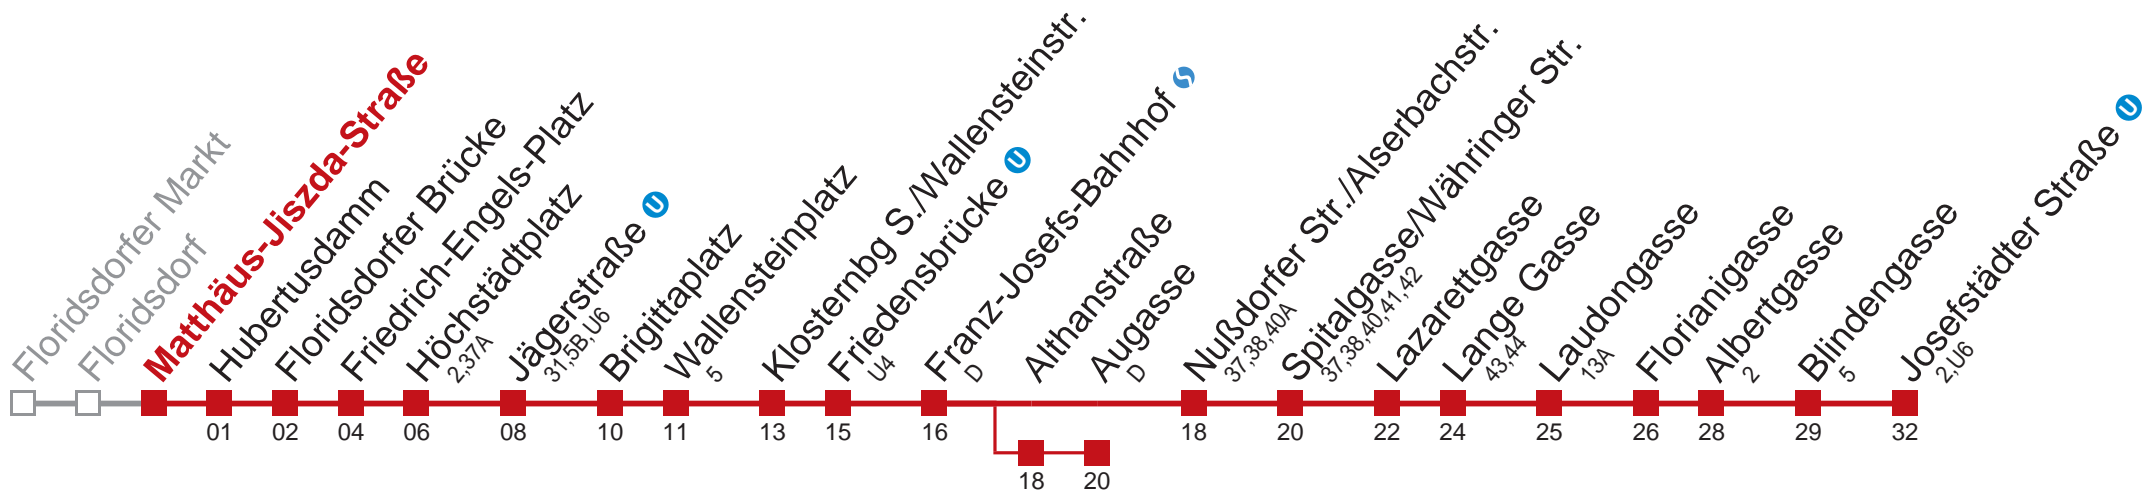 Floridsdorfer Markt
Floridsdorf
Matthäus-Jiszda-Straße
Hubertusdamm
01
Floridsdorfer Brücke
02
Friedrich-Engels-Platz
04
Höchstädtplatz
2,37A
06
Jägerstraße U
31,5B,U6
08
Brigittaplatz
10
Wallensteinplatz
5
11
Klosternbg S./Wallensteinstr.
13
Friedensbrücke U
U4
15
Franz-Josefs-Bahnhof S
D
16
Althanstraße
18
Augasse
D
20
Nußdorfer Str./Alserbachstr.
37,38,40A
18
Spitalgasse/Währinger Str.
37,38,40,41,42
20
Lazarettgasse
22
Lange Gasse
43,44
24
Laudongasse
13A
25
Florianigasse
26
Albertgasse
2
28
Blindengasse
5
29
Josefstädter Straße U
2,U6
32